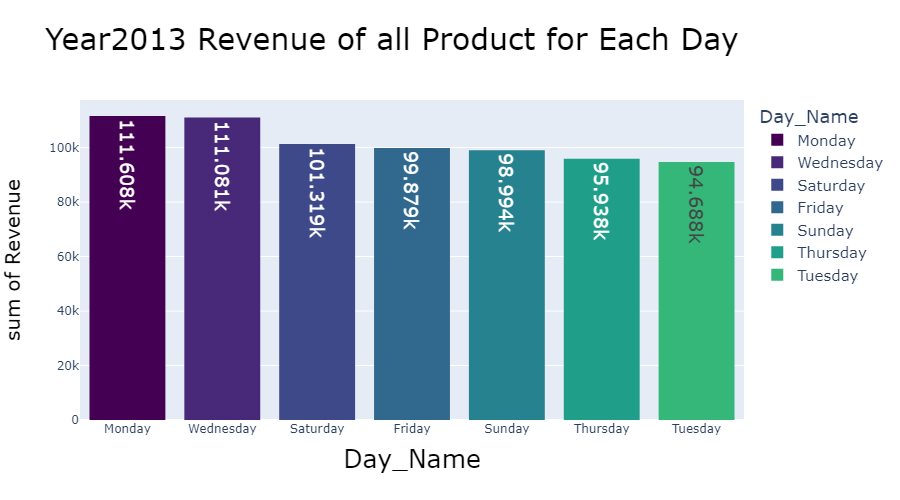 Year2013 Revenue of all Product for Each Day
sum of Revenue
100k
80k
60k
40k
20k
0
111.608k
111.081k
101.319k
99.879k
98.994k
95.938k
94.688k
Monday
Wednesday
Saturday
Friday
Sunday
Thursday
Tuesday
Day_Name
Day_Name
Monday
Wednesday
Saturday
Friday
Sunday
Thursday
Tuesday